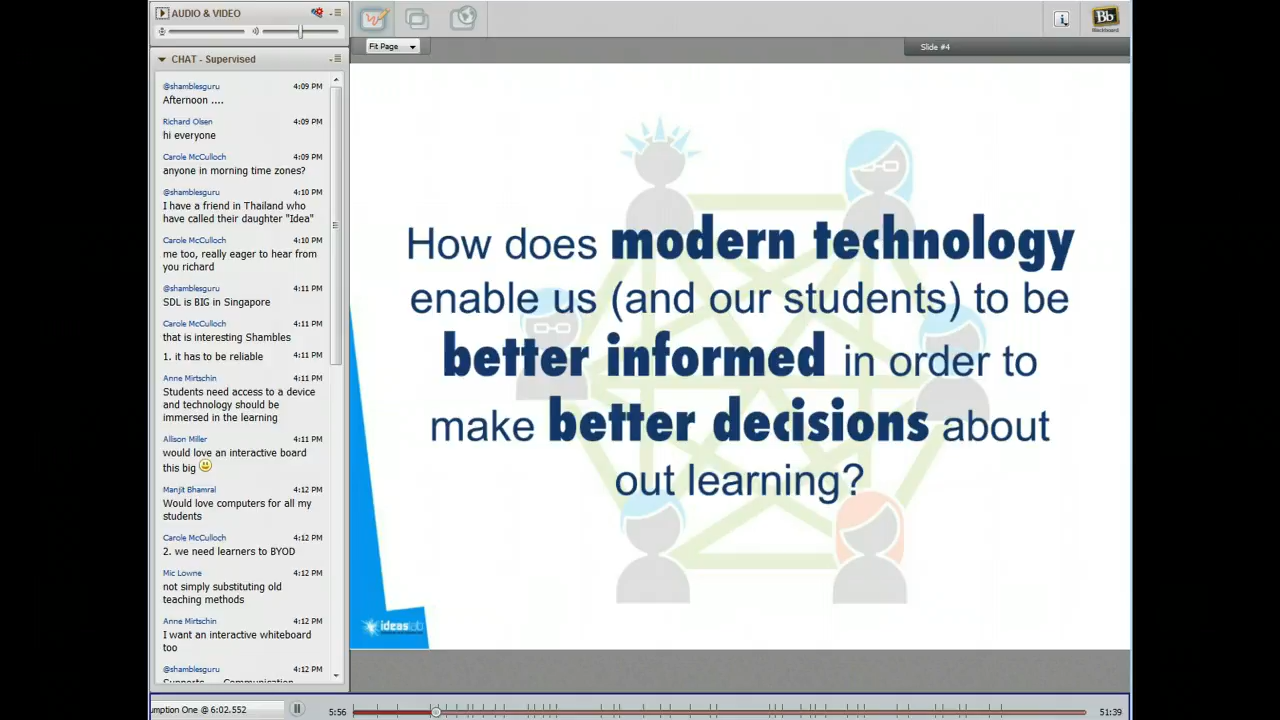 AUDIO & VIDEO
CHAT - Supervised
@shamblesguru 4:09 PM
Afternoon ....
Richard Olsen 4:09 PM
hi everyone
Carole McCulloch 4:09 PM
anyone in morning time zones?
@shamblesguru 4:10 PM
I have a friend in Thailand who
have called their daughter "Idea"
Carole McCulloch 4:10 PM
me too, really eager to hear from
you richard
@shamblesguru 4:11 PM
SDL is BIG in Singapore
Carole McCulloch 4:11 PM
that is interesting Shambles
1. it has to be reliable 4:11 PM
Anne Mirtschin 4:11 PM
Students need access to a device
and technology should be
immersed in the learning
Allison Miller 4:11 PM
would love an interactive board
this big
Manjit Bhamral 4:12 PM
Would love computers for all my
students
Carole McCulloch 4:12 PM
2. we need learners to BYOD
Mic Lowne 4:12 PM
not simply substituting old
teaching methods
Anne Mirtschin 4:12 PM
I want an interactive whiteboard
too
@shamblesguru 4:12 PM
Supports .... Communication
umption One @ 6:02.552
Fit Page
Slide #4
Bb
Blackboard
How does modern technology
enable us (and our students) to be
better informed in order to
make better decisions about
out learning?
ideaslab
5:56
51:39